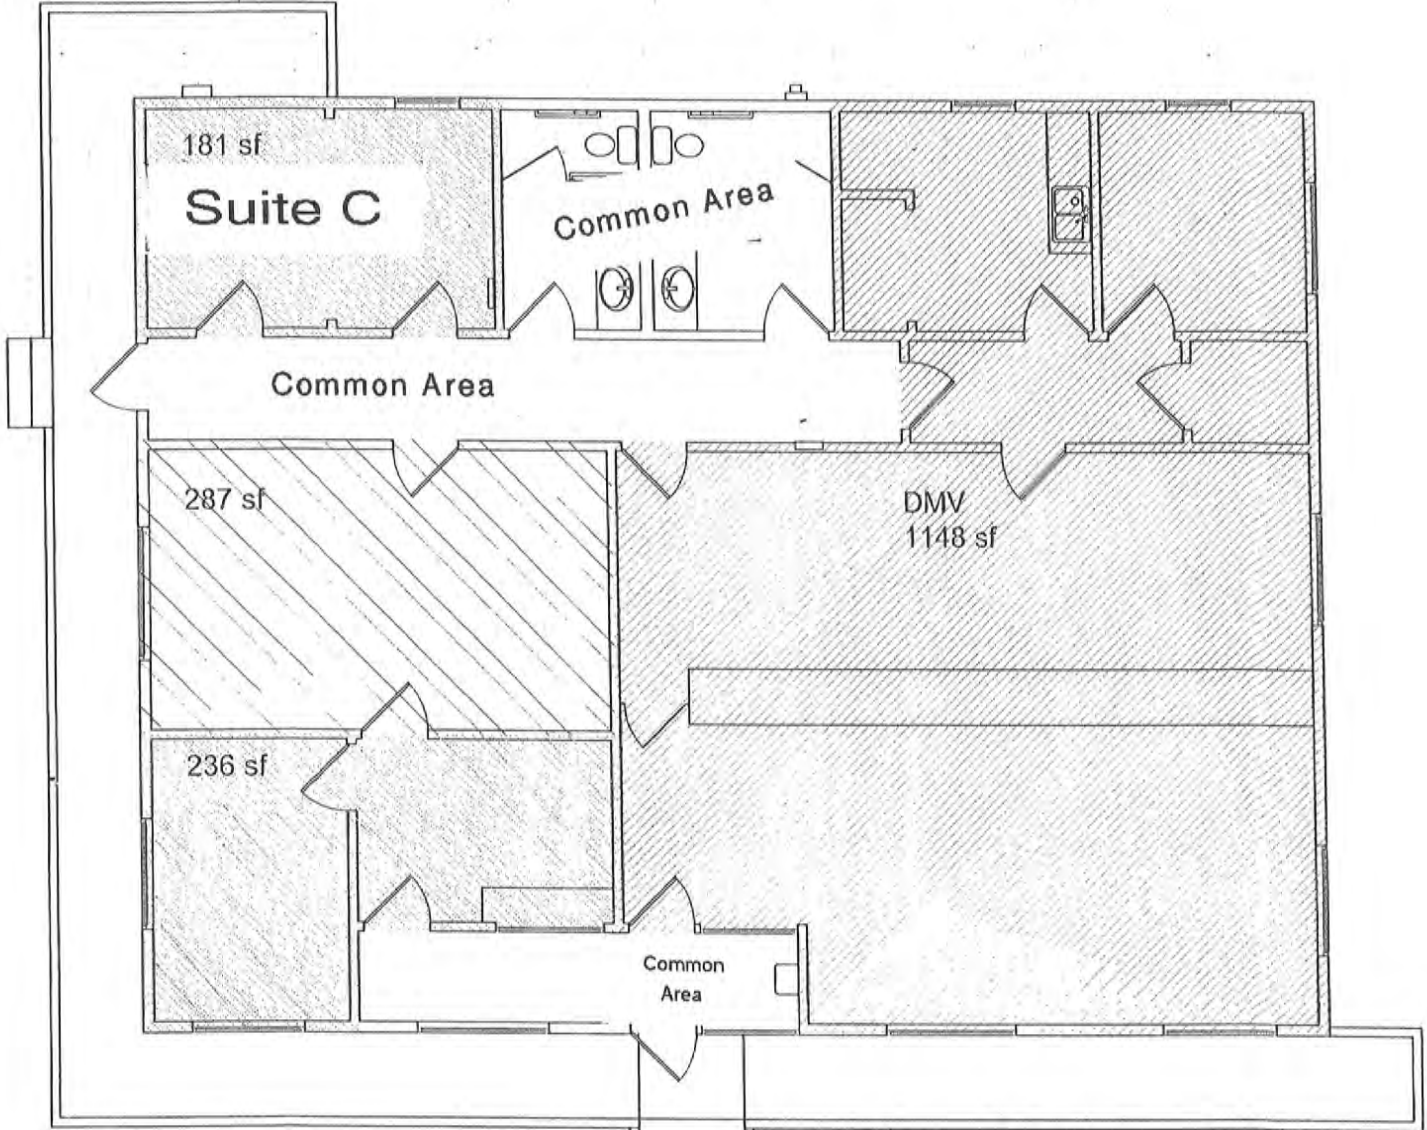 181 sf
Suite C
Common Area
Common Area
287 sf
DMV
1148 sf
236 sf
Common
Area